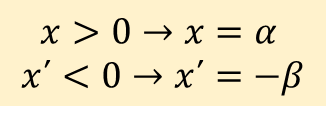 x > 0 → x = α
x′ < 0 → x′ = −β